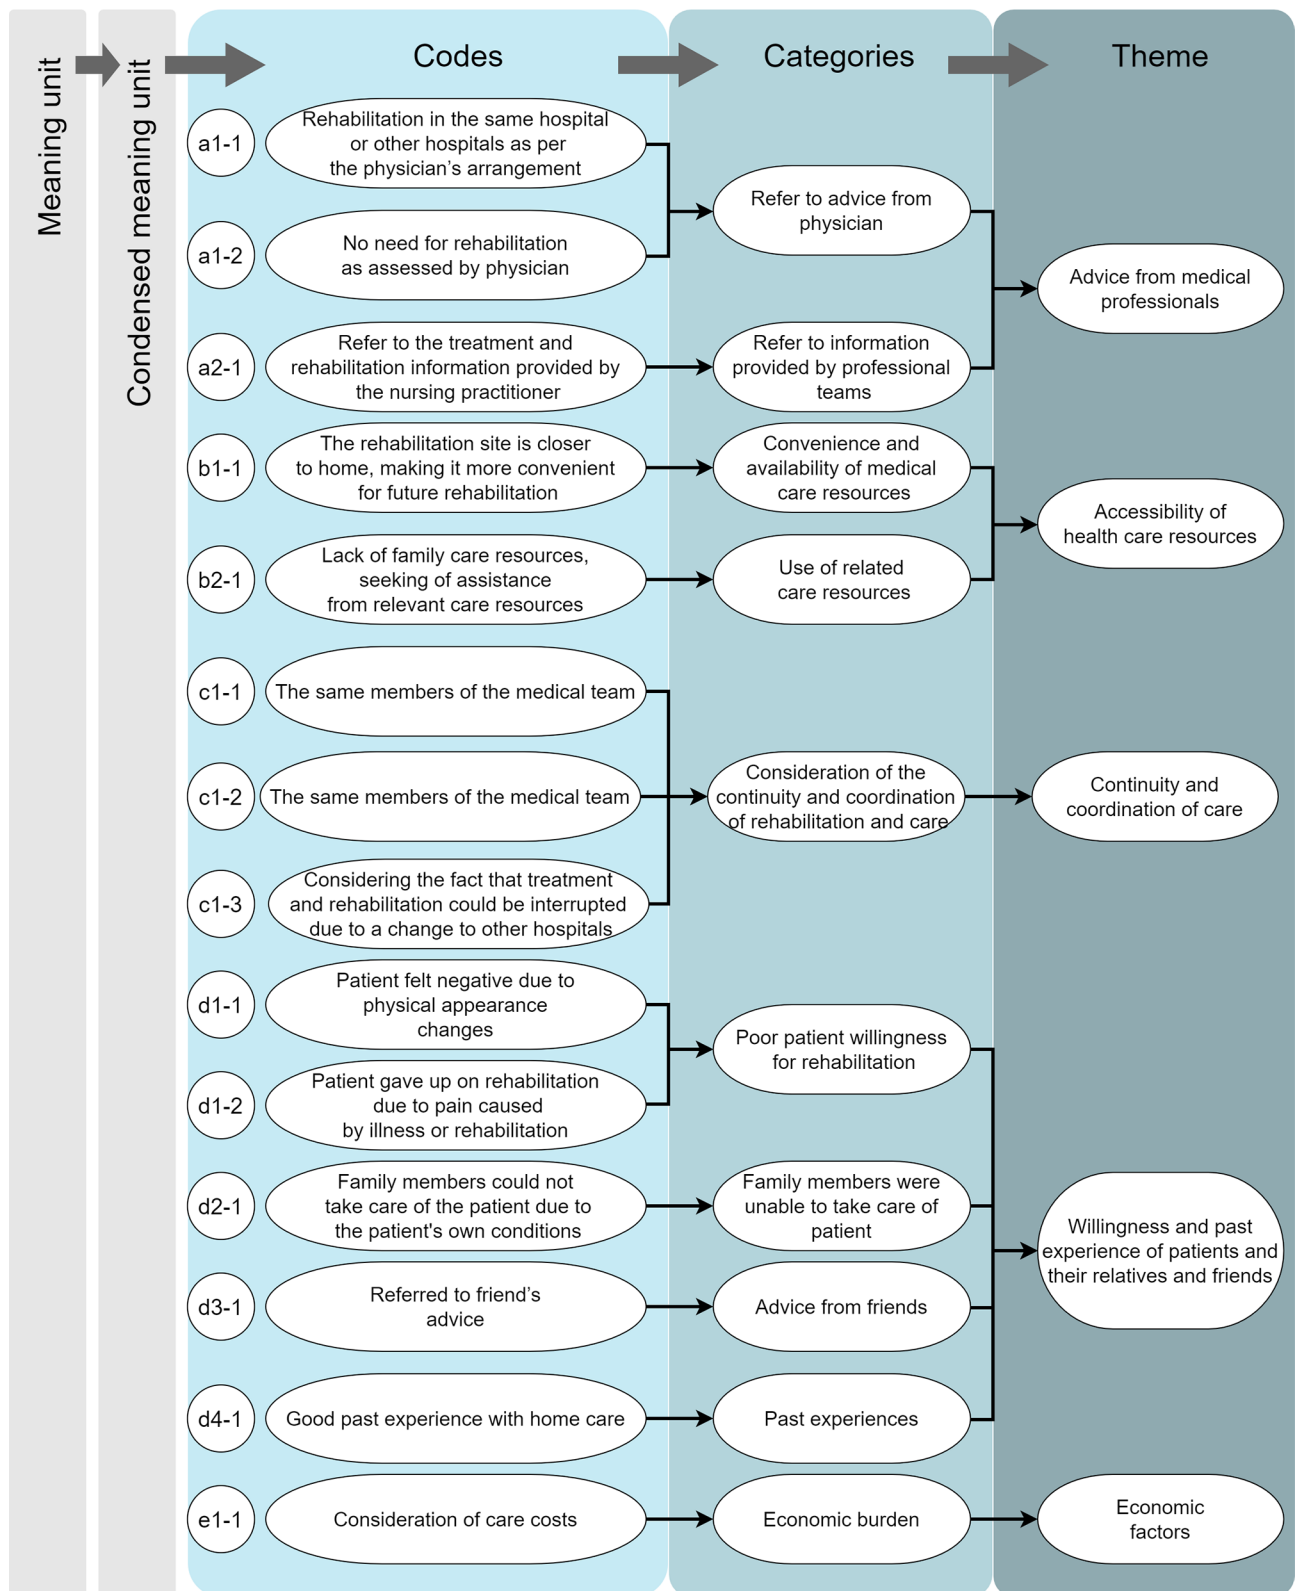 Meaning unit
Condensed meaning unit
Codes
Categories
Theme
a1-1
Rehabilitation in the same hospital
or other hospitals as per
the physician’s arrangement
a1-2
No need for rehabilitation
as assessed by physician
Refer to advice from
physician
a2-1
Refer to the treatment and
rehabilitation information provided by
the nursing practitioner
Refer to information
provided by professional
teams
Advice from medical
professionals
b1-1
The rehabilitation site is closer
to home, making it more convenient
for future rehabilitation
Convenience and
availability of medical
care resources
b2-1
Lack of family care resources,
seeking of assistance
from relevant care resources
Use of related
care resources
Accessibility of
health care resources
c1-1
The same members of the medical team
c1-2
The same members of the medical team
c1-3
Considering the fact that treatment
and rehabilitation could be interrupted
due to a change to other hospitals
Consideration of the
continuity and coordination
of rehabilitation and care
Continuity and
coordination of care
d1-1
Patient felt negative due to
physical appearance
changes
d1-2
Patient gave up on rehabilitation
due to pain caused
by illness or rehabilitation
Poor patient willingness
for rehabilitation
d2-1
Family members could not
take care of the patient due to
the patient's own conditions
Family members were
unable to take care of
patient
d3-1
Referred to friend’s
advice
Advice from friends
d4-1
Good past experience with home care
Past experiences
Willingness and past
experience of patients and
their relatives and friends
e1-1
Consideration of care costs
Economic burden
Economic
factors